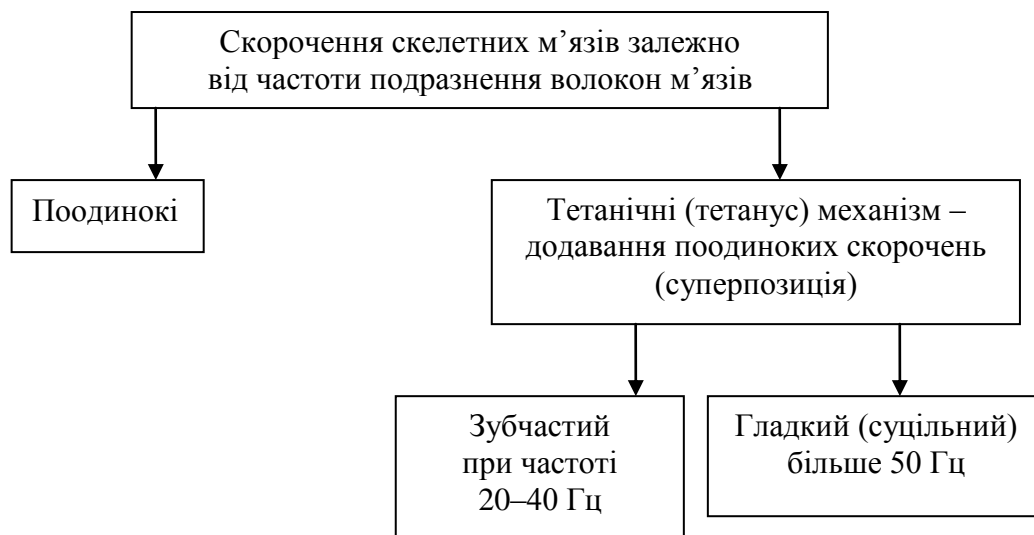 Скорочення скелетних м’язів залежно
від частоти подразнення волокон м’язів
Поодинокі
Тетанічні (тетанус) механізм –
додавання поодиноких скорочень
(суперпозиція)
Зубчастий
при частоті
20–40 Гц
Гладкий (суцільний)
більше 50 Гц